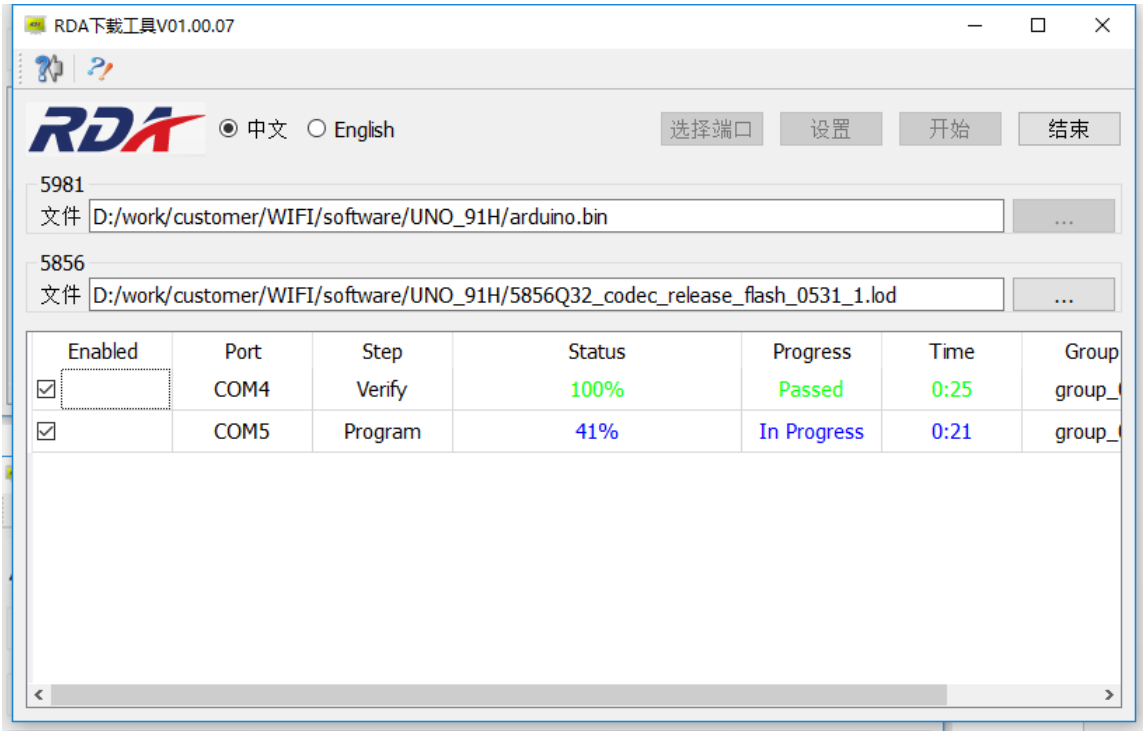 RDA下载工具V01.00.07
RDA 中文 English 选择端口 设置 开始 结束
5981
文件 D:/work/customer/WIFI/software/UNO_91H/arduino.bin ...
5856
文件 D:/work/customer/WIFI/software/UNO_91H/5856Q32_codec_release_flash_0531_1.lod ...
Enabled Port Step Status Progress Time Group
COM4 Verify 100% Passed 0:25 group_
COM5 Program 41% In Progress 0:21 group_